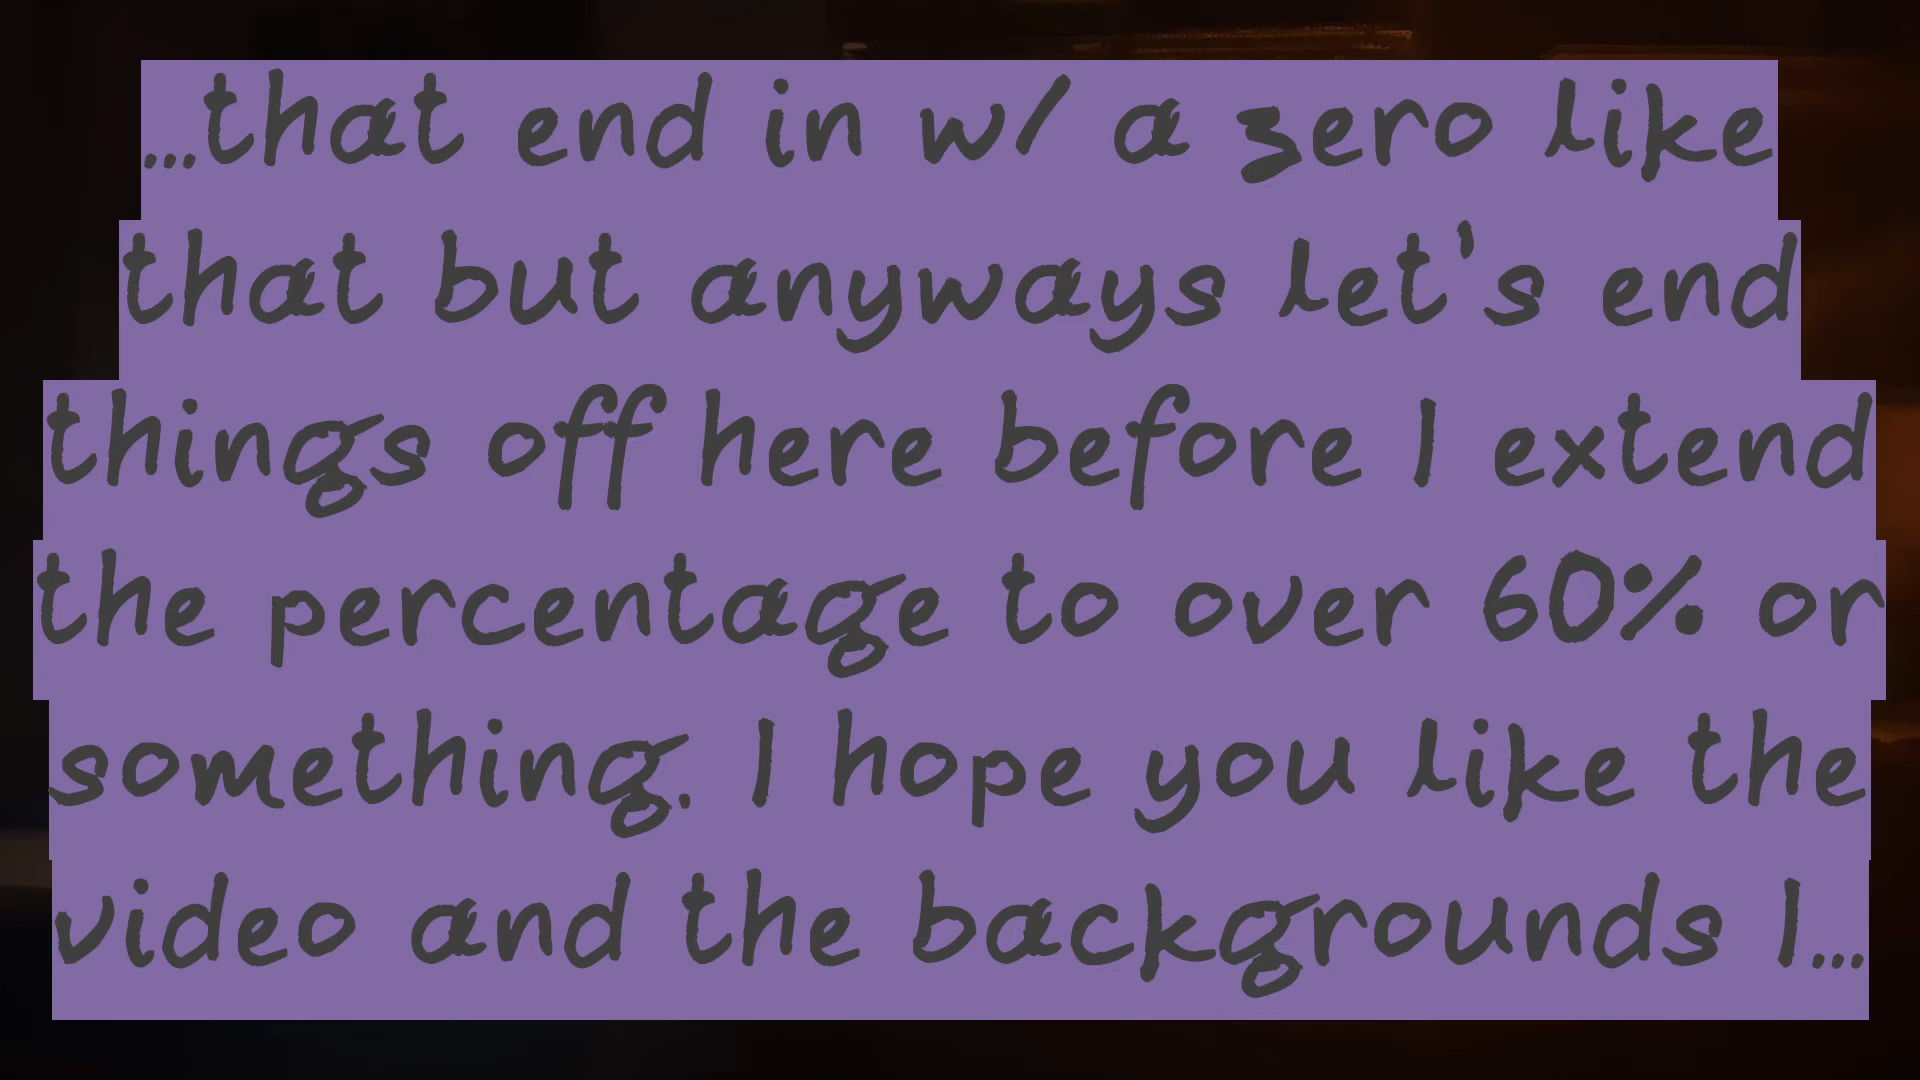 ...that end in w/ a zero like
that but anyways let's end
things off here before I extend
the percentage to over 60% or
something. I hope you like the
video and the backgrounds I...